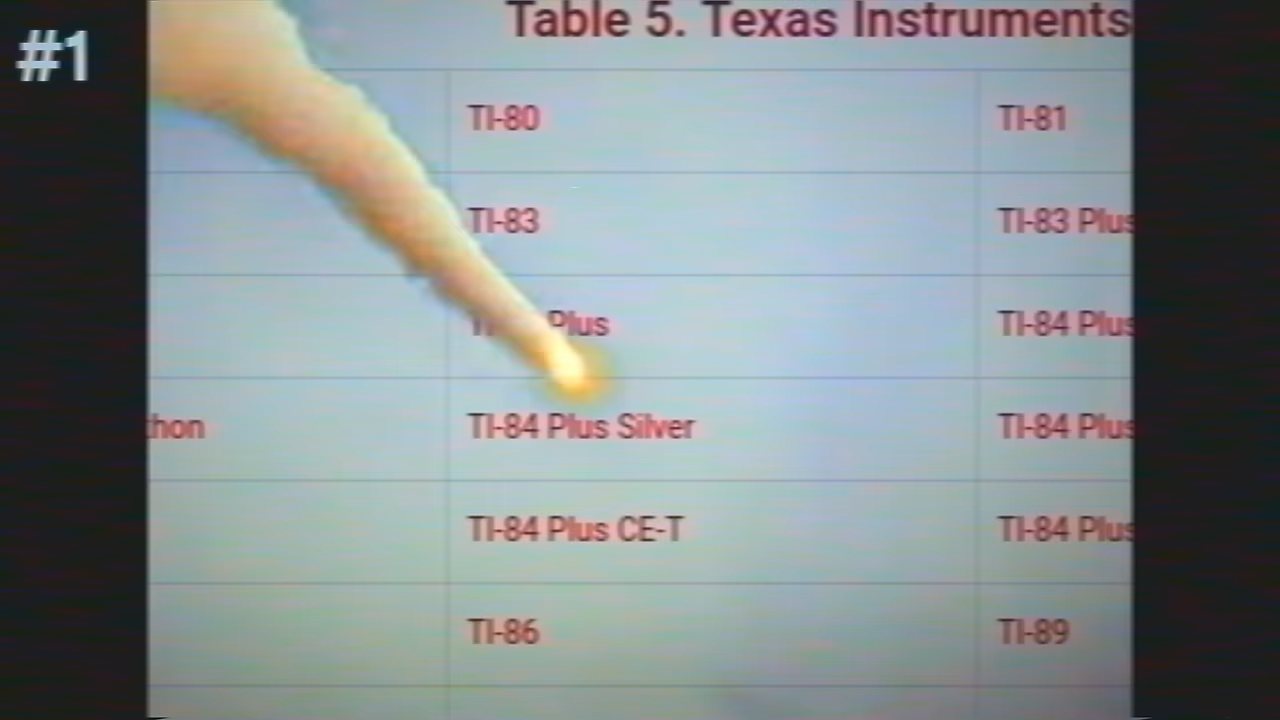 #1
Table 5. Texas Instruments
TI-80 TI-81
TI-83 TI-83 Plus
Plus TI-84 Plus
thon TI-84 Plus Silver TI-84 Plus
TI-84 Plus CE-T TI-84 Plus
TI-86 TI-89